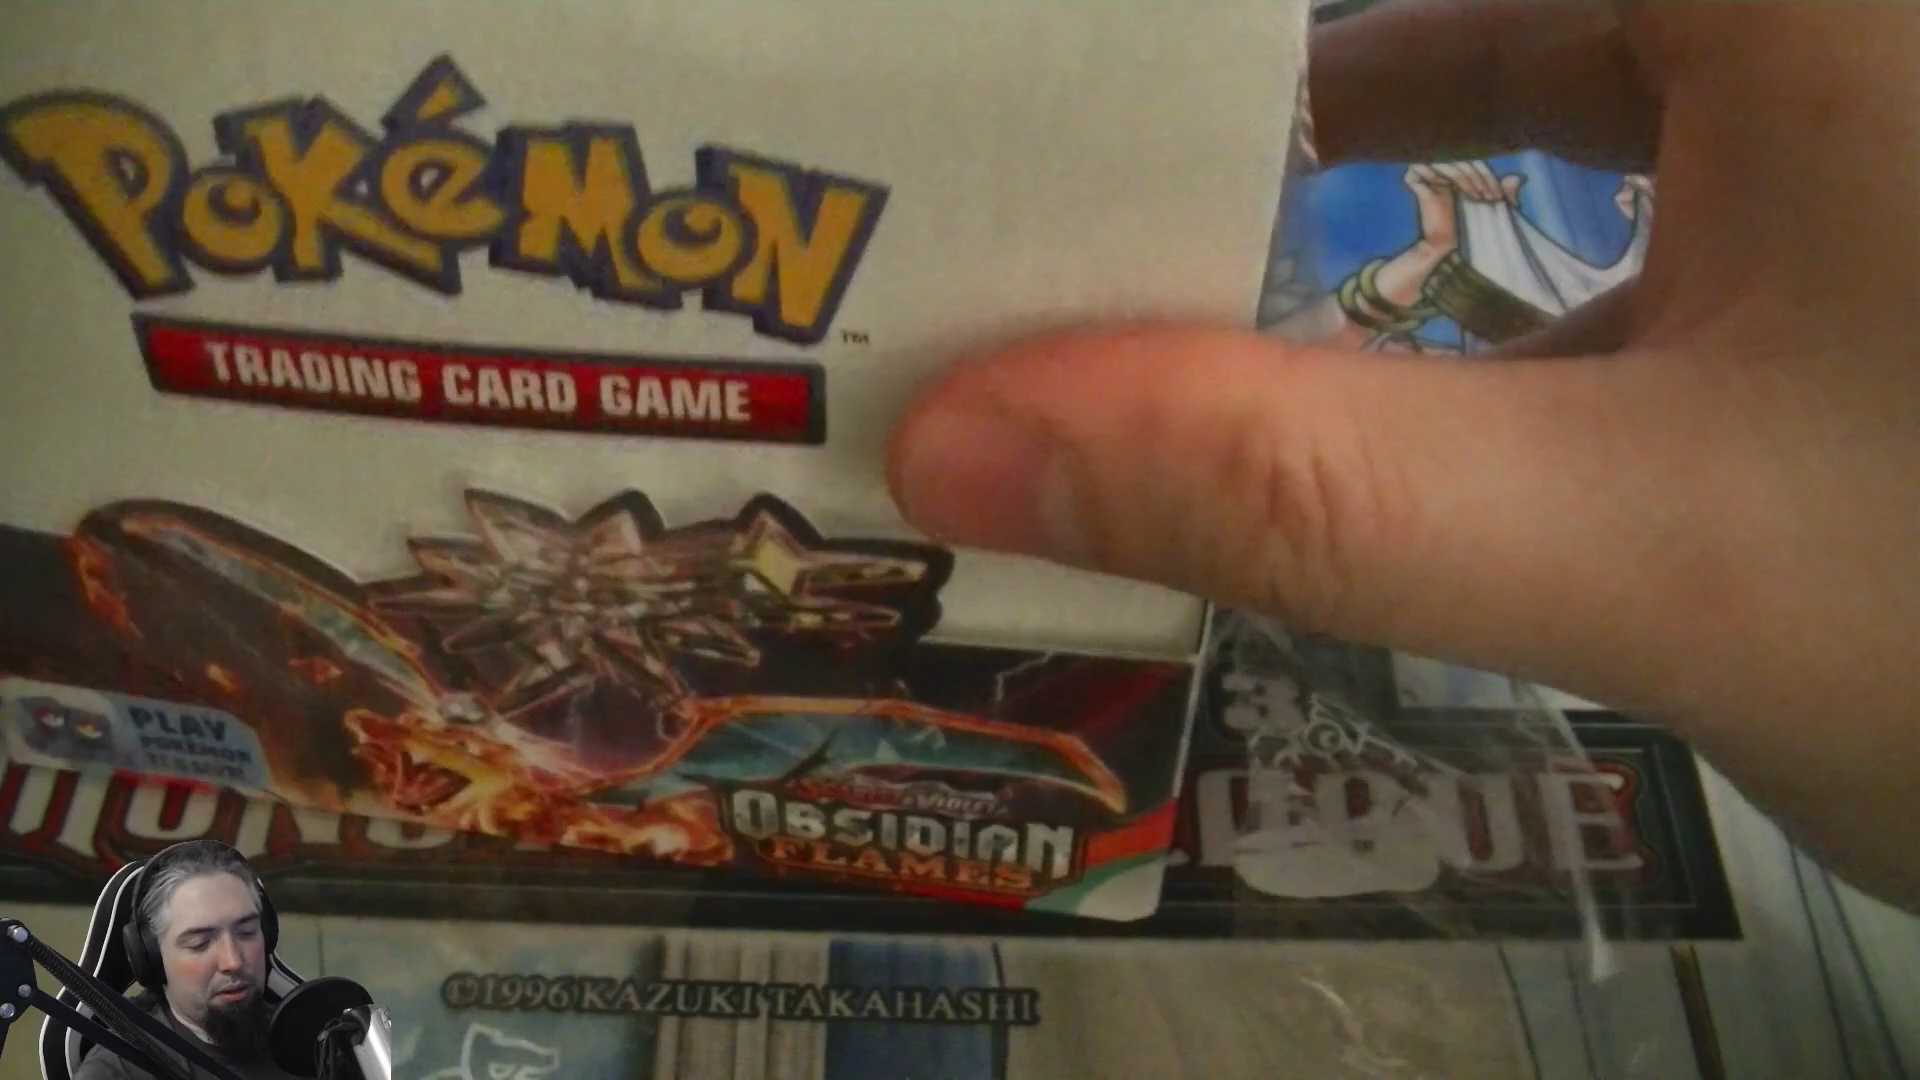 POKéMON
™
TRADING CARD GAME
PLAY
POKÉMON
OBSIDIAN
FLAMES
©1996 KAZUKI TAKAHASHI